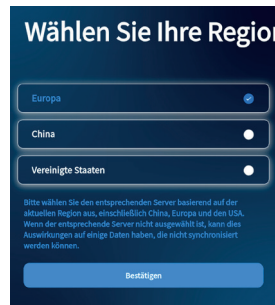 Wählen Sie Ihre Regio
Europa
China
Vereinigte Staaten
Bitte wählen Sie den entsprechenden Server basierend auf der
aktuellen Region aus, einschließlich China, Europa und den USA.
Wenn der entsprechende Server nicht ausgewählt ist, kann dies
Auswirkungen auf einige Daten haben, die nicht synchronisiert
werden können.
Bestätigen